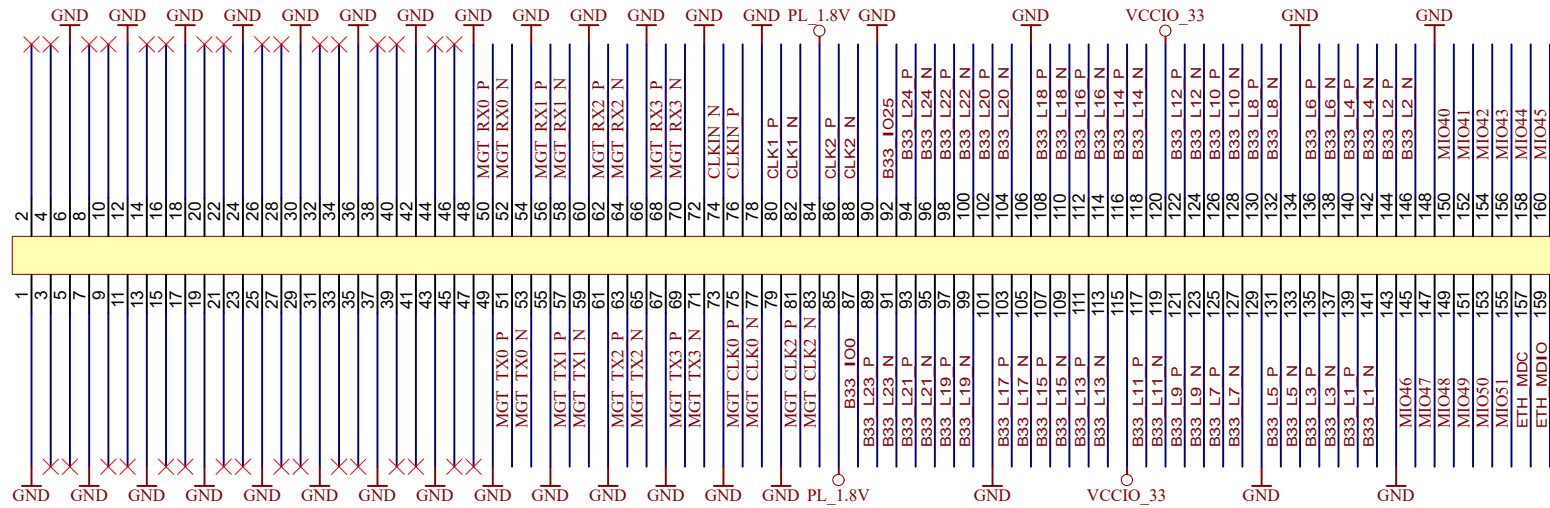 GND GND GND GND GND GND GND GND GND GND GND GND GND PL_1.8V GND GND VCCIO_33 GND GND
MGT_RX0_P
MGT_RX0_N
MGT_RX1_P
MGT_RX1_N
MGT_RX2_P
MGT_RX2_N
MGT_RX3_P
MGT_RX3_N
CLKIN_N
CLKIN_P
CLK1_P
CLK1_N
CLK2_P
CLK2_N
B33_IO25
B33_L24_P
B33_L24_N
B33_L22_P
B33_L22_N
B33_L20_P
B33_L20_N
B33_L18_P
B33_L18_N
B33_L16_P
B33_L16_N
B33_L14_P
B33_L14_N
B33_L12_P
B33_L12_N
B33_L10_P
B33_L10_N
B33_L8_P
B33_L8_N
B33_L6_P
B33_L6_N
B33_L4_P
B33_L4_N
B33_L2_P
B33_L2_N
MIO40
MIO41
MIO42
MIO43
MIO44
MIO45
2 4 6 8 10 12 14 16 18 20 22 24 26 28 30 32 34 36 38 40 42 44 46 48 50 52 54 56 58 60 62 64 66 68 70 72 74 76 78 80 82 84 86 88 90 92 94 96 98 100 102 104 106 108 110 112 114 116 118 120 122 124 126 128 130 132 134 136 138 140 142 144 146 148 150 152 154 156 158 160
1 3 5 7 9 11 13 15 17 19 21 23 25 27 29 31 33 35 37 39 41 43 45 47 49 51 53 55 57 59 61 63 65 67 69 71 73 75 77 79 81 83 85 87 89 91 93 95 97 99 101 103 105 107 109 111 113 115 117 119 121 123 125 127 129 131 133 135 137 139 141 143 145 147 149 151 153 155 157 159
MGT_TX0_P
MGT_TX0_N
MGT_TX1_P
MGT_TX1_N
MGT_TX2_P
MGT_TX2_N
MGT_TX3_P
MGT_TX3_N
MGT_CLK0_P
MGT_CLK0_N
MGT_CLK2_P
MGT_CLK2_N
B33_IO0
B33_L23_P
B33_L23_N
B33_L21_P
B33_L21_N
B33_L19_P
B33_L19_N
B33_L17_P
B33_L17_N
B33_L15_P
B33_L15_N
B33_L13_P
B33_L13_N
B33_L11_P
B33_L11_N
B33_L9_P
B33_L9_N
B33_L7_P
B33_L7_N
B33_L5_P
B33_L5_N
B33_L3_P
B33_L3_N
B33_L1_P
B33_L1_N
MIO46
MIO47
MIO48
MIO49
MIO50
MIO51
ETH_MDC
ETH_MDIO
GND GND GND GND GND GND GND GND GND GND GND GND GND GND PL_1.8V GND VCCIO_33 GND GND